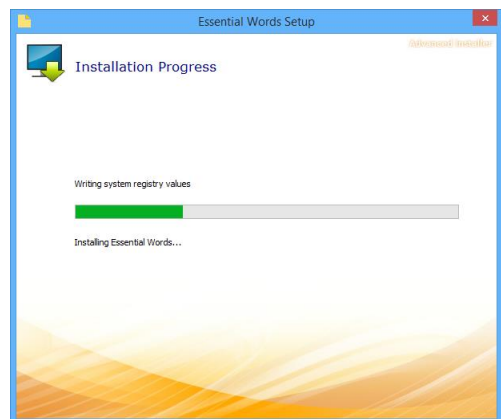 Essential Words Setup
Advanced Installer
Installation Progress
Writing system registry values
Installing Essential Words...